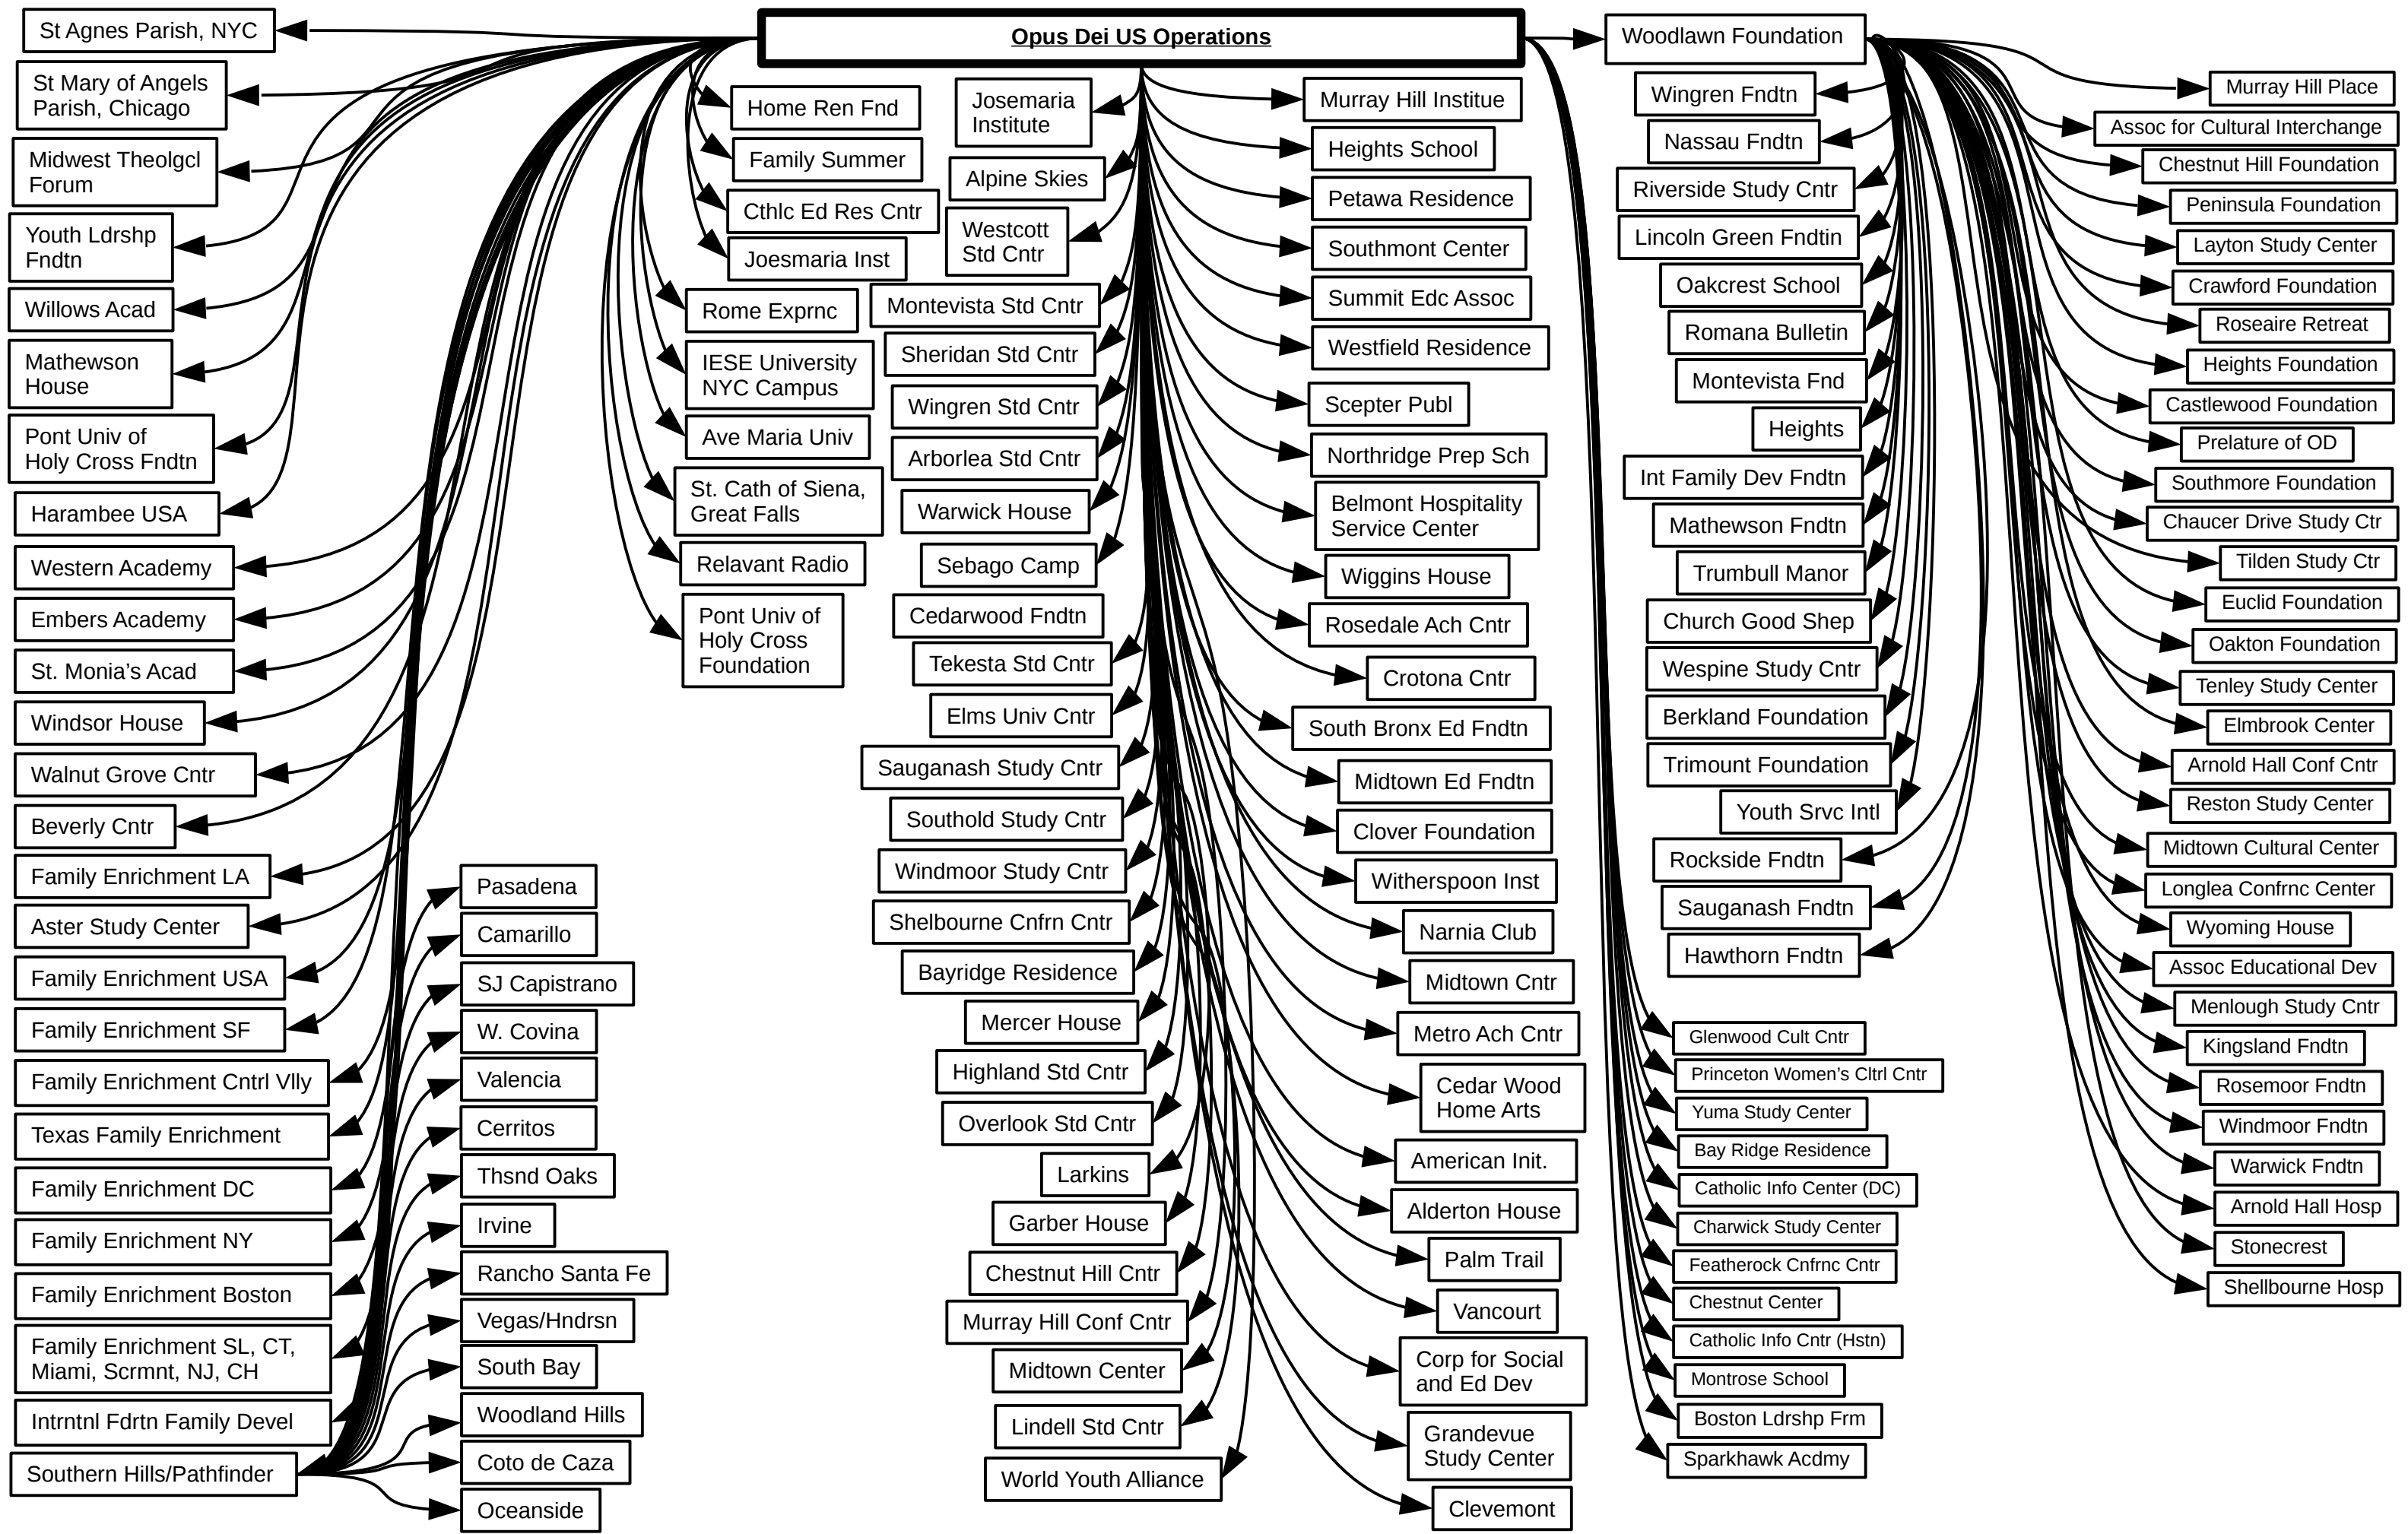 Opus Dei US Operations
St Agnes Parish, NYC
St Mary of Angels
Parish, Chicago
Midwest Theolgcl
Forum
Youth Ldrshp
Fndtn
Willows Acad
Mathewson
House
Pont Univ of
Holy Cross Fndtn
Harambee USA
Western Academy
Embers Academy
St. Monia’s Acad
Windsor House
Walnut Grove Cntr
Beverly Cntr
Family Enrichment LA
Aster Study Center
Family Enrichment USA
Family Enrichment SF
Family Enrichment Cntrl Vlly
Texas Family Enrichment
Family Enrichment DC
Family Enrichment NY
Family Enrichment Boston
Family Enrichment SL, CT,
Miami, Scrmnt, NJ, CH
Intrntnl Fdrtn Family Devel
Southern Hills/Pathfinder
Pasadena
Camarillo
SJ Capistrano
W. Covina
Valencia
Cerritos
Thsnd Oaks
Irvine
Rancho Santa Fe
Vegas/Hndrsn
South Bay
Woodland Hills
Coto de Caza
Oceanside
Home Ren Fnd
Family Summer
Cthlc Ed Res Cntr
Joesmaria Inst
Rome Exprnc
IESE University
NYC Campus
Ave Maria Univ
St. Cath of Siena,
Great Falls
Relavant Radio
Pont Univ of
Holy Cross
Foundation
Josemaria
Institute
Alpine Skies
Westcott
Std Cntr
Montevista Std Cntr
Sheridan Std Cntr
Wingren Std Cntr
Arborlea Std Cntr
Warwick House
Sebago Camp
Cedarwood Fndtn
Tekesta Std Cntr
Elms Univ Cntr
Sauganash Study Cntr
Southold Study Cntr
Windmoor Study Cntr
Shelbourne Cnfrn Cntr
Bayridge Residence
Mercer House
Highland Std Cntr
Overlook Std Cntr
Larkins
Garber House
Chestnut Hill Cntr
Murray Hill Conf Cntr
Midtown Center
Lindell Std Cntr
World Youth Alliance
Murray Hill Institue
Heights School
Petawa Residence
Southmont Center
Summit Edc Assoc
Westfield Residence
Scepter Publ
Northridge Prep Sch
Belmont Hospitality
Service Center
Wiggins House
Rosedale Ach Cntr
Crotona Cntr
South Bronx Ed Fndtn
Midtown Ed Fndtn
Clover Foundation
Witherspoon Inst
Narnia Club
Midtown Cntr
Metro Ach Cntr
Cedar Wood
Home Arts
American Init.
Alderton House
Palm Trail
Vancourt
Corp for Social
and Ed Dev
Grandevue
Study Center
Clevemont
Woodlawn Foundation
Wingren Fndtn
Nassau Fndtn
Riverside Study Cntr
Lincoln Green Fndtin
Oakcrest School
Romana Bulletin
Montevista Fnd
Heights
Int Family Dev Fndtn
Mathewson Fndtn
Trumbull Manor
Church Good Shep
Wespine Study Cntr
Berkland Foundation
Trimount Foundation
Youth Srvc Intl
Rockside Fndtn
Sauganash Fndtn
Hawthorn Fndtn
Glenwood Cult Cntr
Princeton Women’s Cltrl Cntr
Yuma Study Center
Bay Ridge Residence
Catholic Info Center (DC)
Charwick Study Center
Featherock Cnfrnc Cntr
Chestnut Center
Catholic Info Cntr (Hstn)
Montrose School
Boston Ldrshp Frm
Sparkhawk Acdmy
Murray Hill Place
Assoc for Cultural Interchange
Chestnut Hill Foundation
Peninsula Foundation
Layton Study Center
Crawford Foundation
Roseaire Retreat
Heights Foundation
Castlewood Foundation
Prelature of OD
Southmore Foundation
Chaucer Drive Study Ctr
Tilden Study Ctr
Euclid Foundation
Oakton Foundation
Tenley Study Center
Elmbrook Center
Arnold Hall Conf Cntr
Reston Study Center
Midtown Cultural Center
Longlea Confrnc Center
Wyoming House
Assoc Educational Dev
Menlough Study Cntr
Kingsland Fndtn
Rosemoor Fndtn
Windmoor Fndtn
Warwick Fndtn
Arnold Hall Hosp
Stonecrest
Shellbourne Hosp